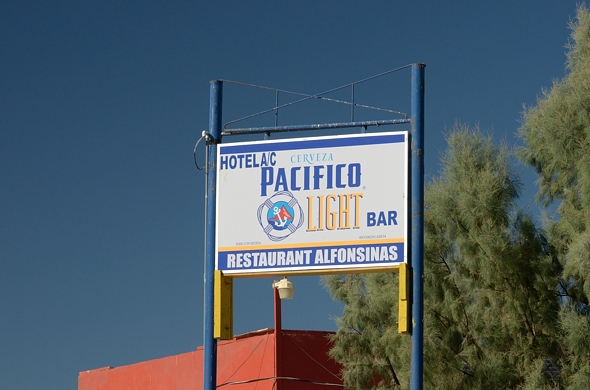 HOTEL A/C
CERVEZA
PACIFICO
LIGHT
BAR
RESTAURANT ALFONSINAS